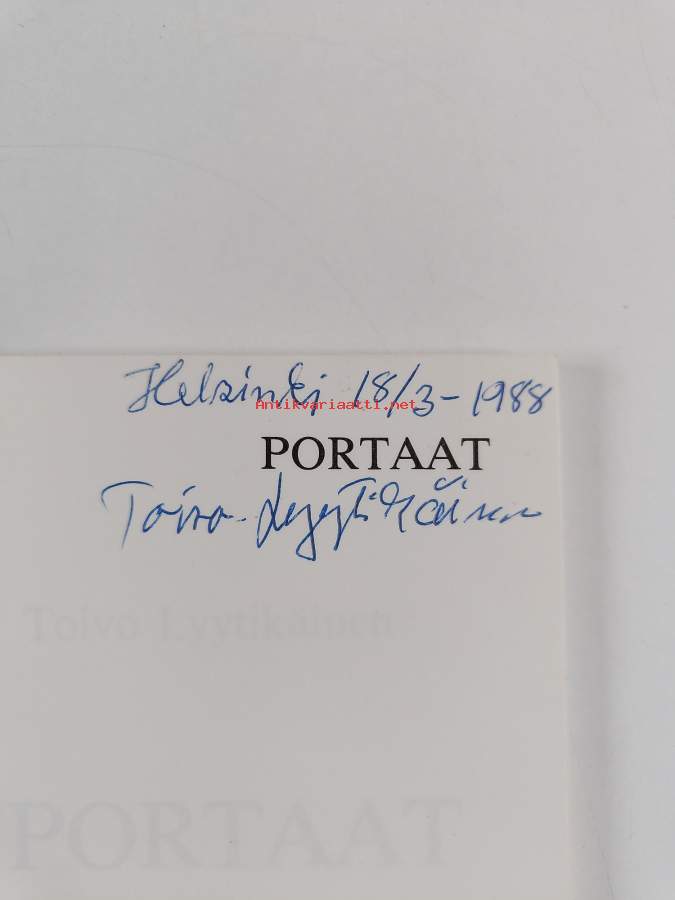 Helsinki 18/3-1988
Antikvariaatti.net
PORTAAT
Toivo Lyytikäinen
Toivo Lyytikäinen
PORTAAT